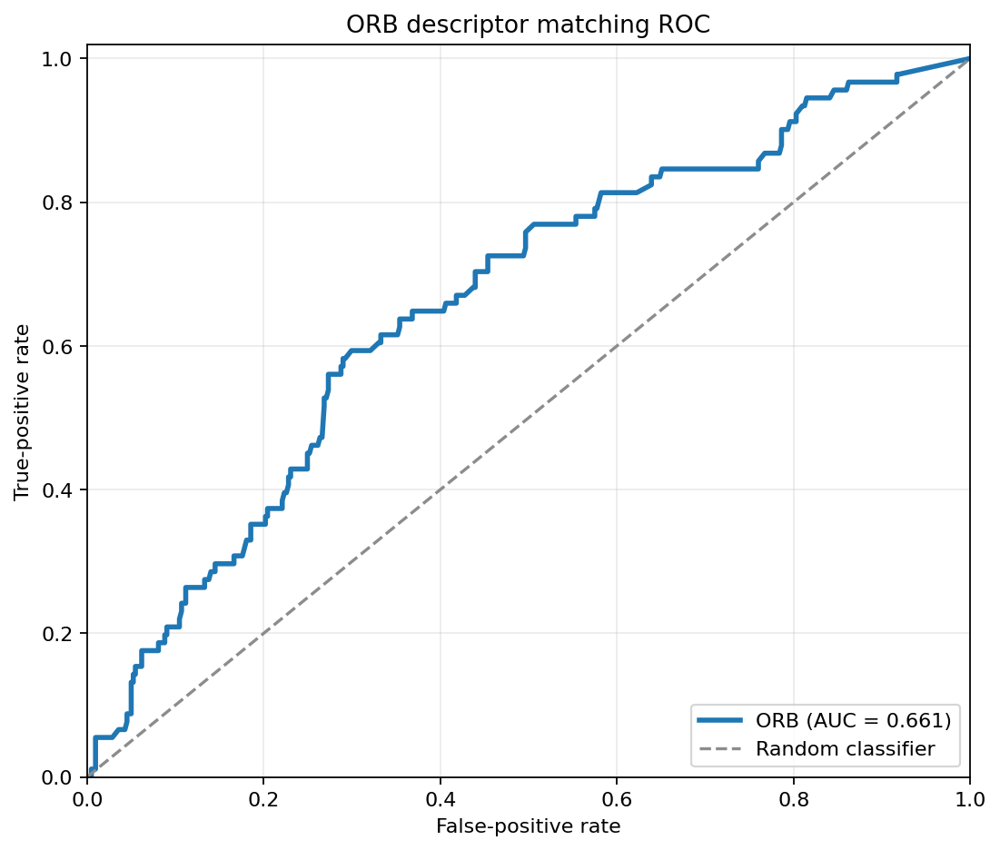 ORB descriptor matching ROC
1.0
0.8
0.6
0.4
0.2
0.0
True-positive rate
0.0 0.2 0.4 0.6 0.8 1.0
False-positive rate
ORB (AUC = 0.661)
Random classifier